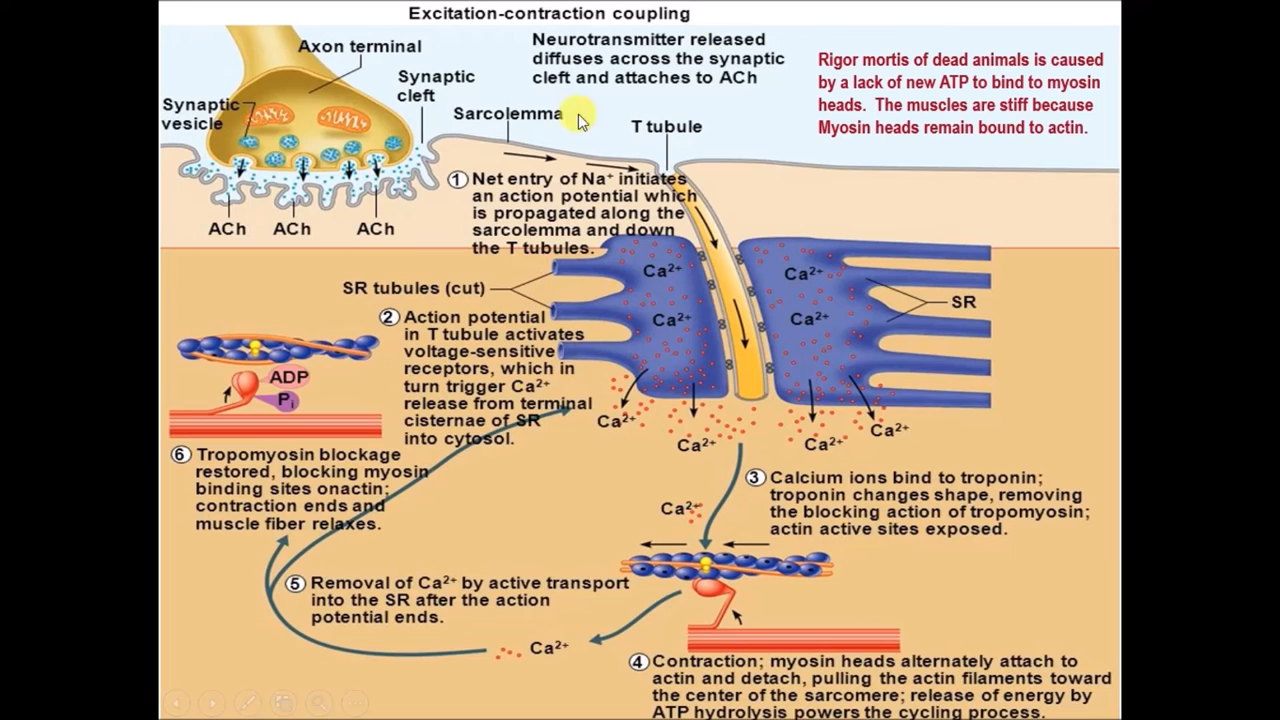 Excitation-contraction coupling
Axon terminal
Synaptic
cleft
Synaptic
vesicle
Neurotransmitter released
diffuses across the synaptic
cleft and attaches to ACh
Rigor mortis of dead animals is caused
by a lack of new ATP to bind to myosin
heads. The muscles are stiff because
Myosin heads remain bound to actin.
Sarcolemma
T tubule
ACh
ACh
ACh
1 Net entry of Na⁺ initiates
an action potential which
is propagated along the
sarcolemma and down
the T tubules.
SR tubules (cut)
Ca²⁺
Ca²⁺
Ca²⁺
Ca²⁺
SR
2 Action potential
in T tubule activates
voltage-sensitive
receptors, which in
turn trigger Ca²⁺
release from terminal
cisternae of SR
into cytosol.
ADP
Pi
Ca²⁺
Ca²⁺
Ca²⁺
Ca²⁺
3 Calcium ions bind to troponin;
troponin changes shape, removing
the blocking action of tropomyosin;
actin active sites exposed.
Ca²⁺
6 Tropomyosin blockage
restored, blocking myosin
binding sites onactin;
contraction ends and
muscle fiber relaxes.
5 Removal of Ca²⁺ by active transport
into the SR after the action
potential ends.
Ca²⁺
4 Contraction; myosin heads alternately attach to
actin and detach, pulling the actin filaments toward
the center of the sarcomere; release of energy by
ATP hydrolysis powers the cycling process.